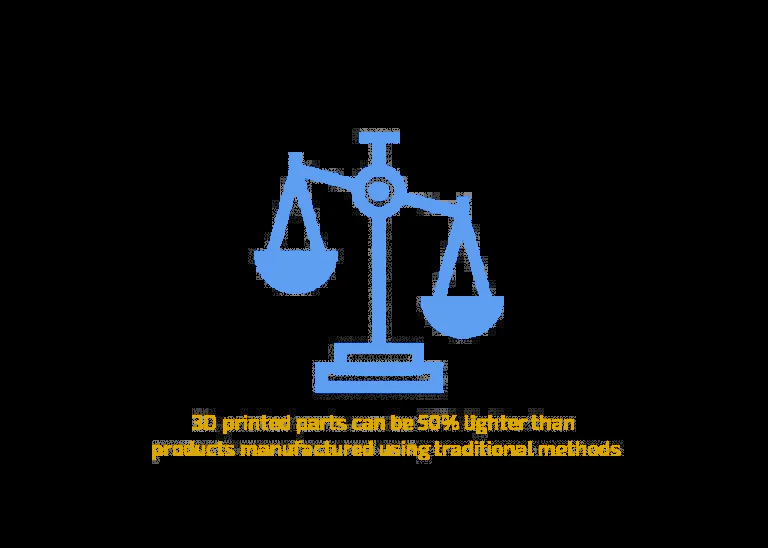 3D printed parts can be 50% lighter than
products manufactured using traditional methods